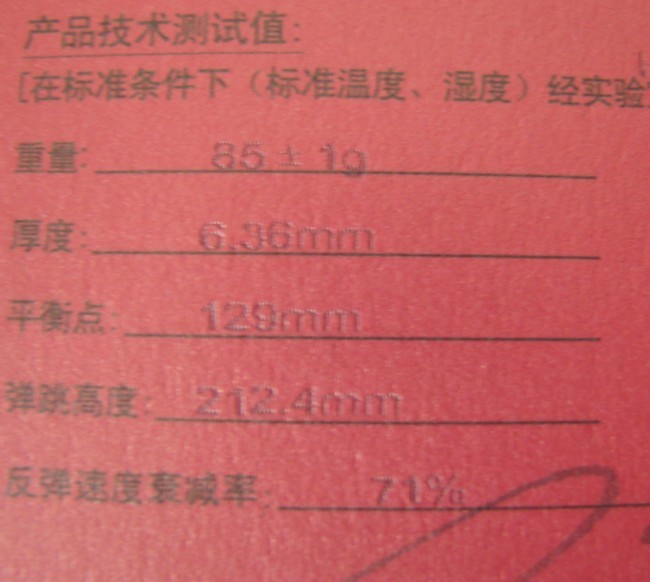 产品技术测试值:
[在标准条件下（标准温度、湿度）经实验
重量: 85 ± 1g
厚度: 6.36mm
平衡点: 129mm
弹跳高度: 212.4mm
反弹速度衰减率: 71%